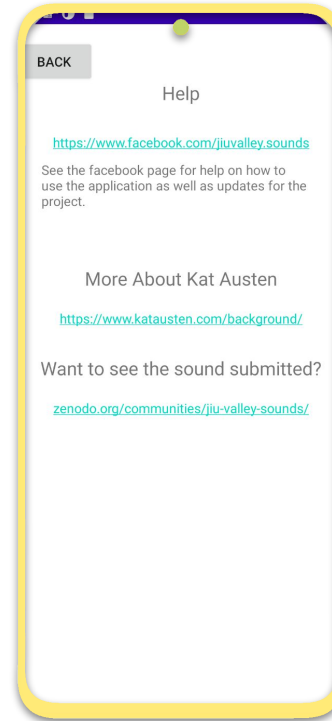 BACK
Help
https://www.facebook.com/jiuvalley.sounds
See the facebook page for help on how to
use the application as well as updates for the
project.
More About Kat Austen
https://www.katausten.com/background/
Want to see the sound submitted?
zenodo.org/communities/jiu-valley-sounds/